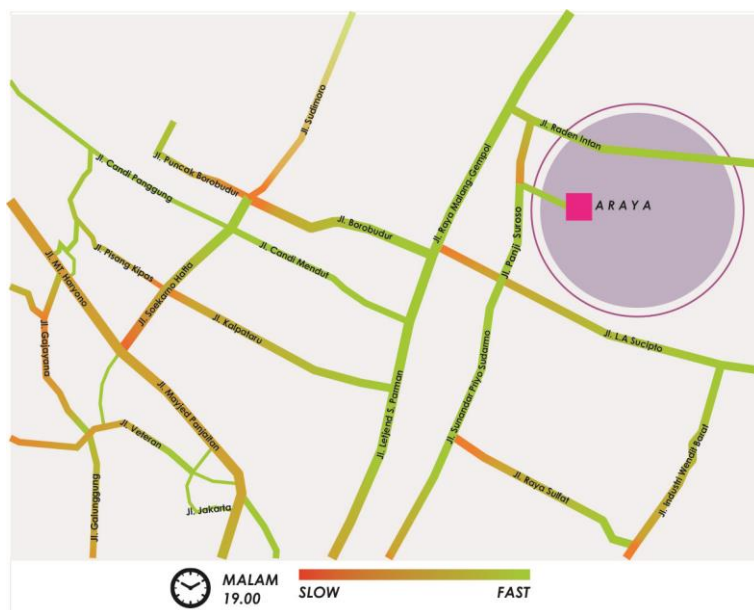 Jl. Sudimoro
Jl. Raden Intan
Jl. Puncak Borobudur
Jl. Candi Panggung
ARAYA
Jl. Borobudur
Jl. Raya Malang-Gempol
Jl. Panji Suroso
Jl. Pisang Kipas
Jl. MT. Haryono
Jl. Soekarno Hatta
Jl. Candi Mendut
Jl. Kalpataru
Jl. L.A Sucipto
Jl. Gajayana
Jl. Mayjed Panjaitan
Jl. Letjend S. Parman
Jl. Sunandar Priyo Sudarmo
Jl. Veteran
Jl. Raya Sulfat
Jl. Industri Wendit Barat
Jl. Galunggung
Jl. Jakarta
MALAM
19.00
SLOW
FAST